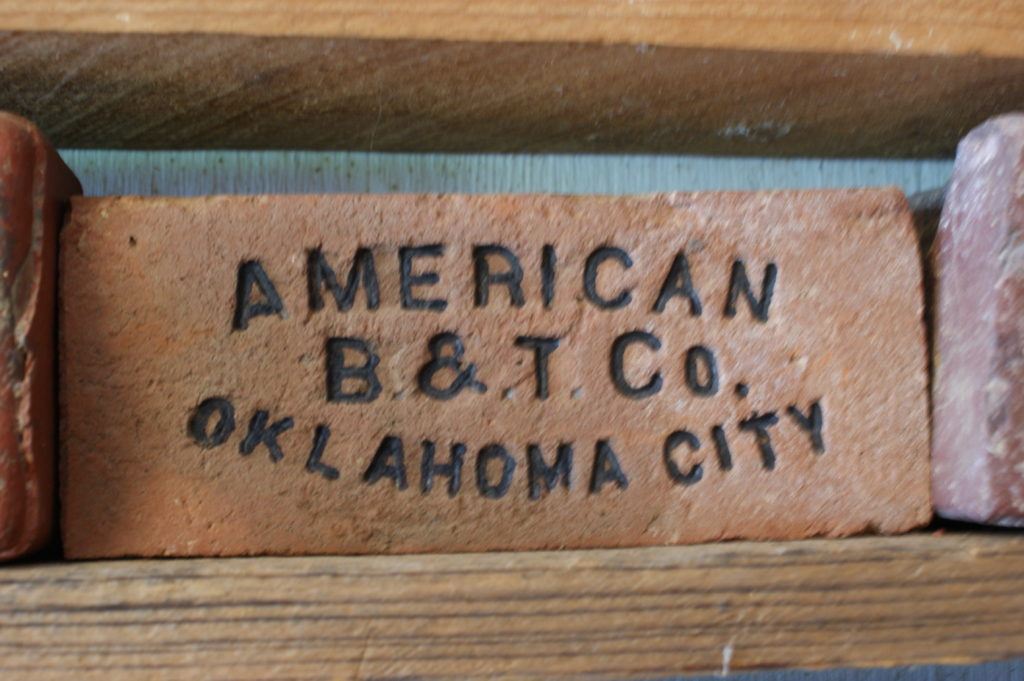 AMERICAN
B. & T. Co.
OKLAHOMA CITY